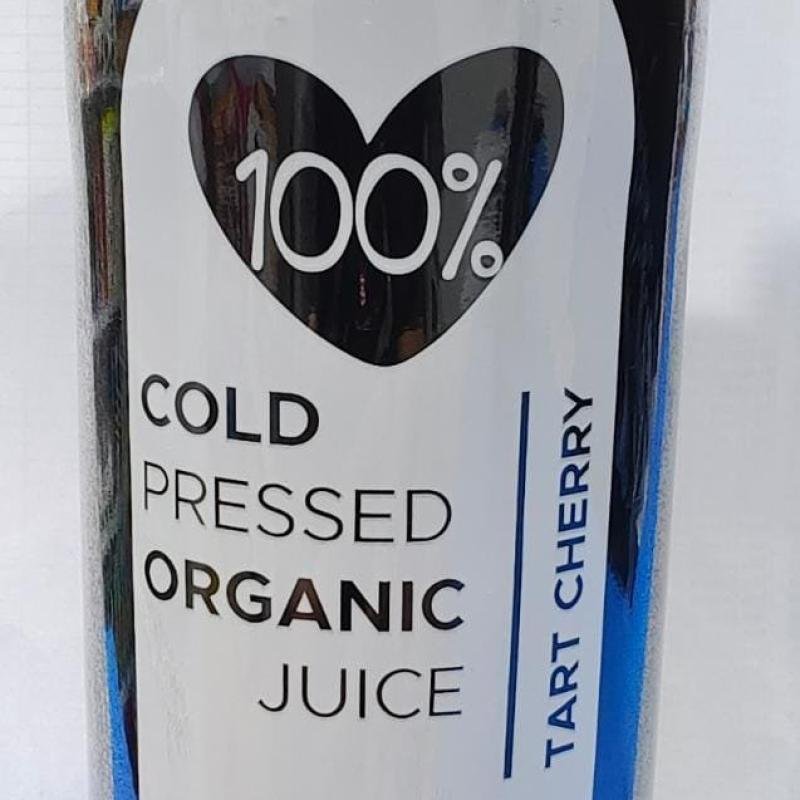 100%
COLD
PRESSED
ORGANIC
JUICE
TART CHERRY